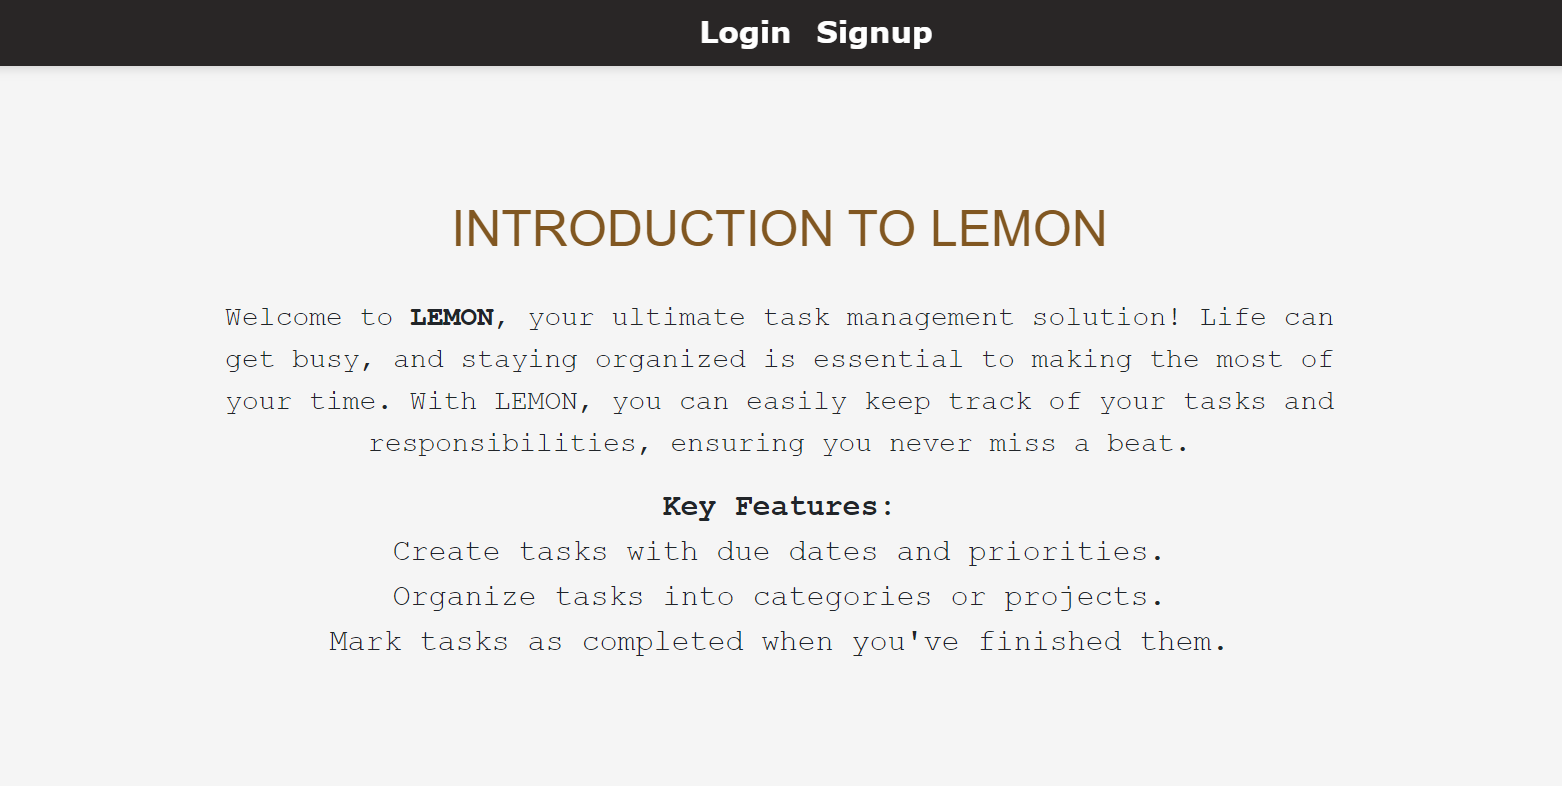 Login Signup
INTRODUCTION TO LEMON
Welcome to LEMON, your ultimate task management solution! Life can
get busy, and staying organized is essential to making the most of
your time. With LEMON, you can easily keep track of your tasks and
responsibilities, ensuring you never miss a beat.
Key Features:
Create tasks with due dates and priorities.
Organize tasks into categories or projects.
Mark tasks as completed when you've finished them.